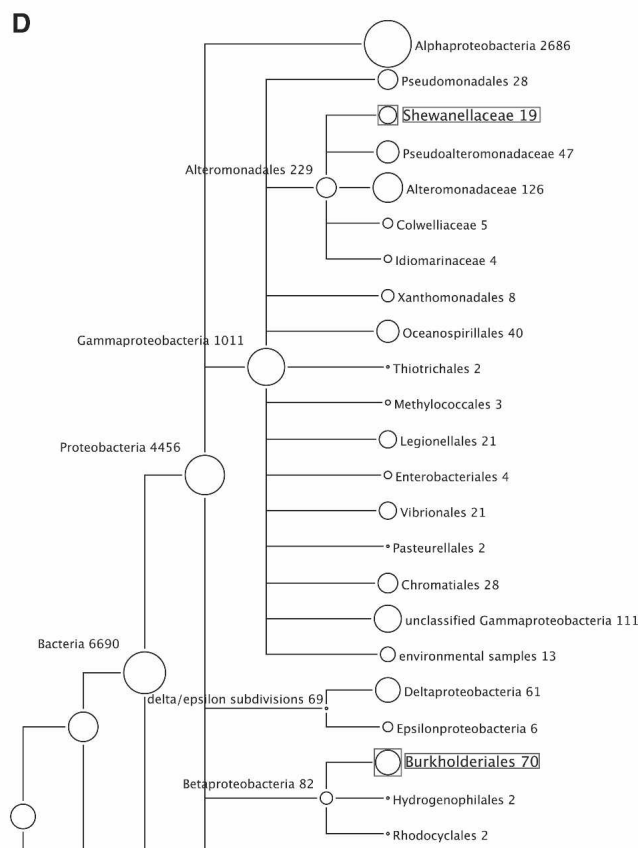 D
Alphaproteobacteria 2686
Pseudomonadales 28
Shewanellaceae 19
Pseudoalteromonadaceae 47
Alteromonadales 229
Alteromonadaceae 126
Colwelliaceae 5
Idiomarinaceae 4
Xanthomonadales 8
Oceanospirillales 40
Gammaproteobacteria 1011
Thiotrichales 2
Methylococcales 3
Legionellales 21
Proteobacteria 4456
Enterobacteriales 4
Vibrionales 21
Pasteurellales 2
Chromatiales 28
unclassified Gammaproteobacteria 111
Bacteria 6690
environmental samples 13
Deltaproteobacteria 61
delta/epsilon subdivisions 69
Epsilonproteobacteria 6
Burkholderiales 70
Betaproteobacteria 82
Hydrogenophilales 2
Rhodocyclales 2